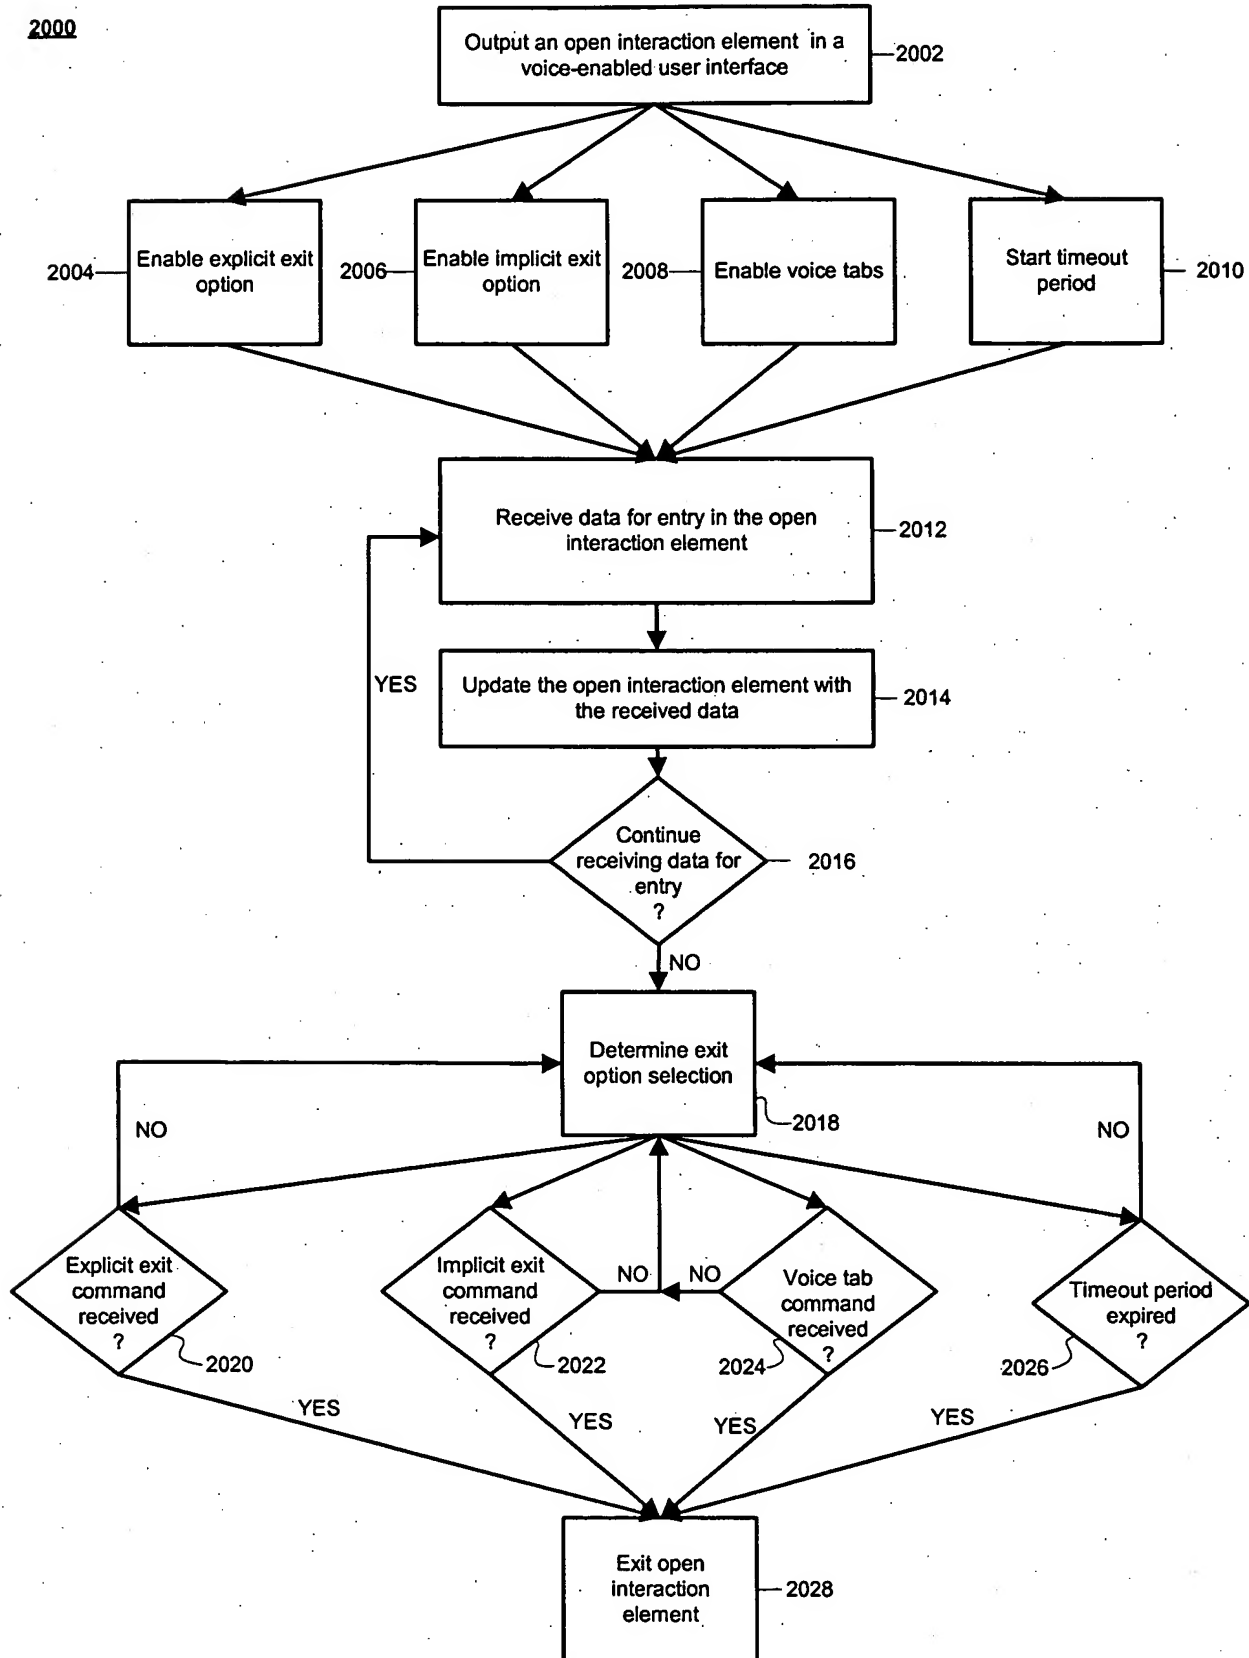 2000
Output an open interaction element in a
voice-enabled user interface
2002
Enable explicit exit
option
2004
Enable implicit exit
option
2006
Enable voice tabs
2008
Start timeout
period
2010
Receive data for entry in the open
interaction element
2012
Update the open interaction element with
the received data
2014
YES
Continue
receiving data for
entry
?
2016
NO
Determine exit
option selection
2018
NO
NO
Explicit exit
command
received
?
2020
Implicit exit
command
received
?
2022
NO
NO
Voice tab
command
received
?
2024
Timeout period
expired
?
2026
YES
YES
YES
YES
Exit open
interaction
element
2028